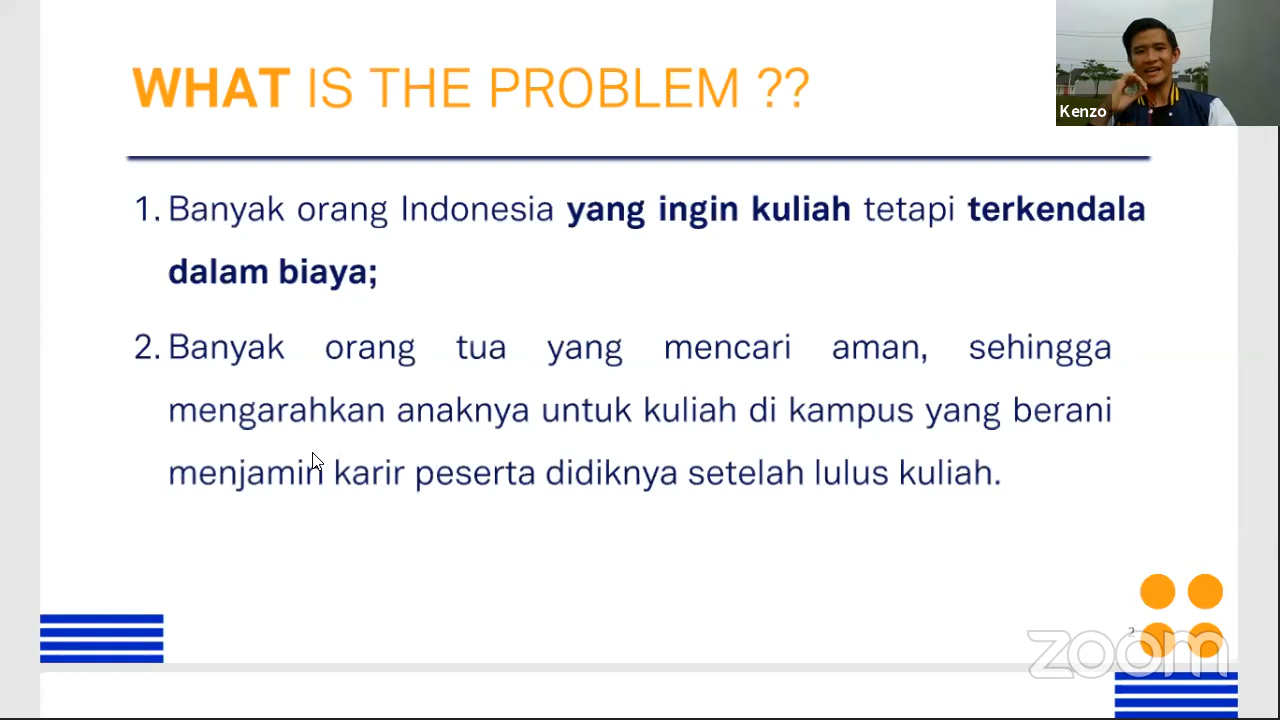 WHAT IS THE PROBLEM ??
Kenzo
1. Banyak orang Indonesia yang ingin kuliah tetapi terkendala
dalam biaya;
2. Banyak orang tua yang mencari aman, sehingga
mengarahkan anaknya untuk kuliah di kampus yang berani
menjamin karir peserta didiknya setelah lulus kuliah.
2
zoom